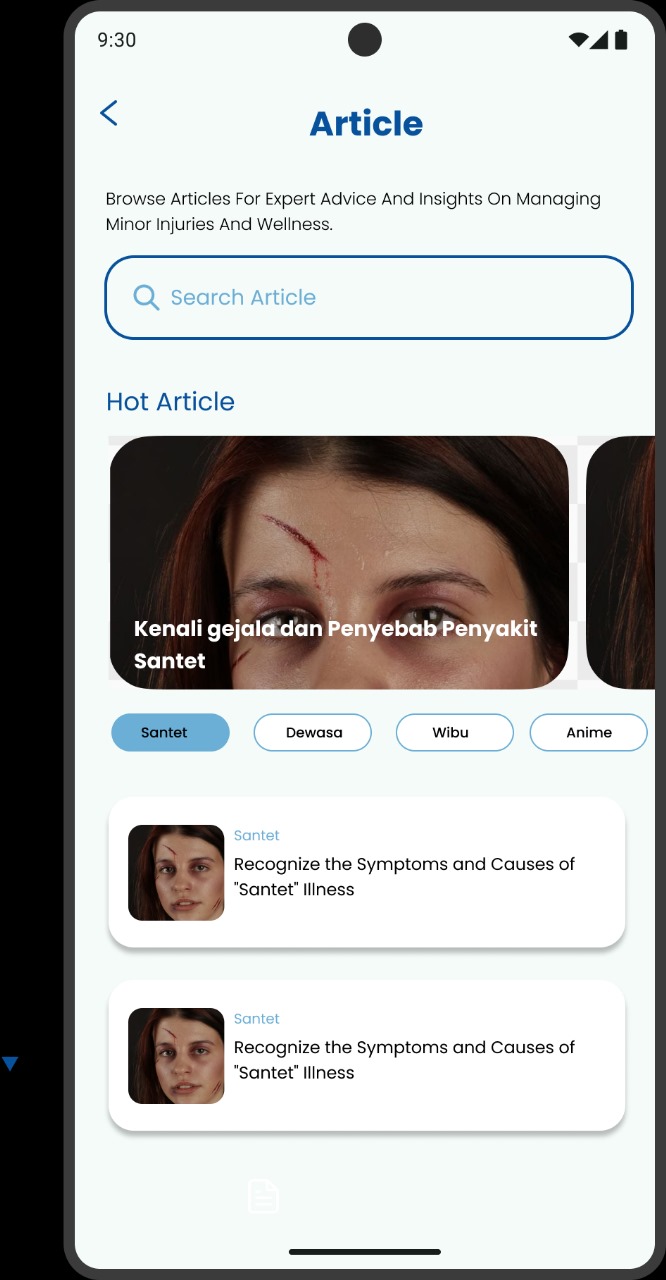 9:30
Article
Browse Articles For Expert Advice And Insights On Managing
Minor Injuries And Wellness.
Search Article
Hot Article
Kenali gejala dan Penyebab Penyakit
Santet
Santet
Dewasa
Wibu
Anime
Santet
Recognize the Symptoms and Causes of
"Santet" Illness
Santet
Recognize the Symptoms and Causes of
"Santet" Illness